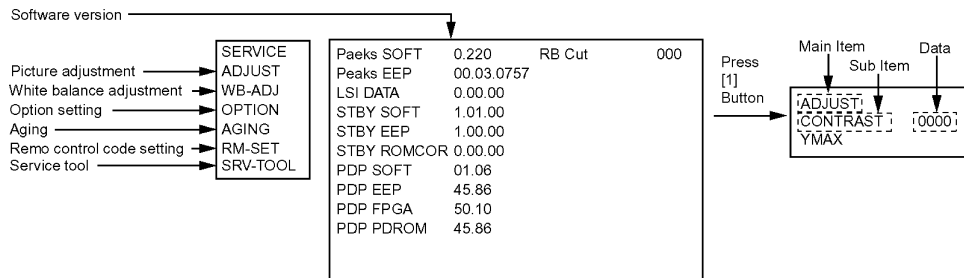 Software version
SERVICE
Picture adjustment
ADJUST
White balance adjustment
WB-ADJ
Option setting
OPTION
Aging
AGING
Remo control code setting
RM-SET
Service tool
SRV-TOOL
Paeks SOFT 0.220 RB Cut 000
Peaks EEP 00.03.0757
LSI DATA 0.00.00
STBY SOFT 1.01.00
STBY EEP 1.00.00
STBY ROMCOR 0.00.00
PDP SOFT 01.06
PDP EEP 45.86
PDP FPGA 50.10
PDP PDROM 45.86
Press
[1]
Button
Main Item
Sub Item
Data
ADJUST
CONTRAST 0000
YMAX